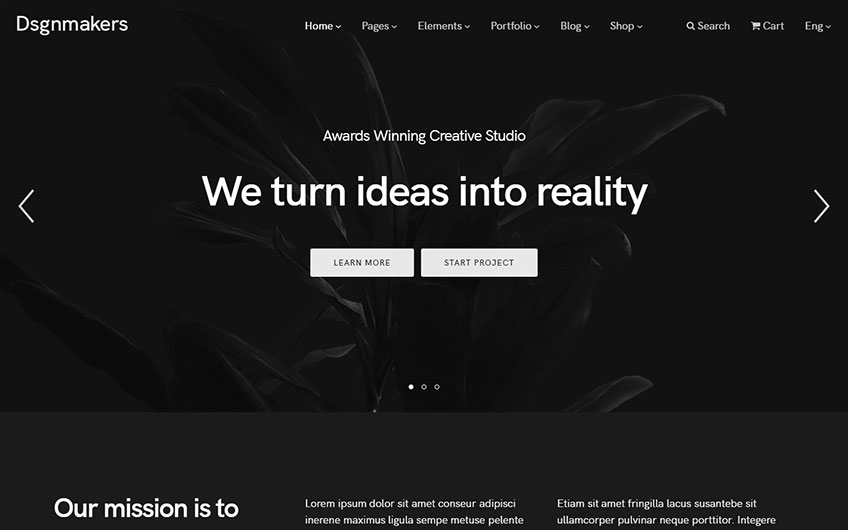 Dsgnmakers
Home Pages Elements Portfolio Blog Shop Search Cart Eng
Awards Winning Creative Studio
We turn ideas into reality
LEARN MORE START PROJECT
Our mission is to
Lorem ipsum dolor sit amet conseur adipisci
inerene maximus ligula sempe metuse pelente
Etiam sit amet fringilla lacus susantebe sit
ullamcorper pulvinar neque porttitor. Integere